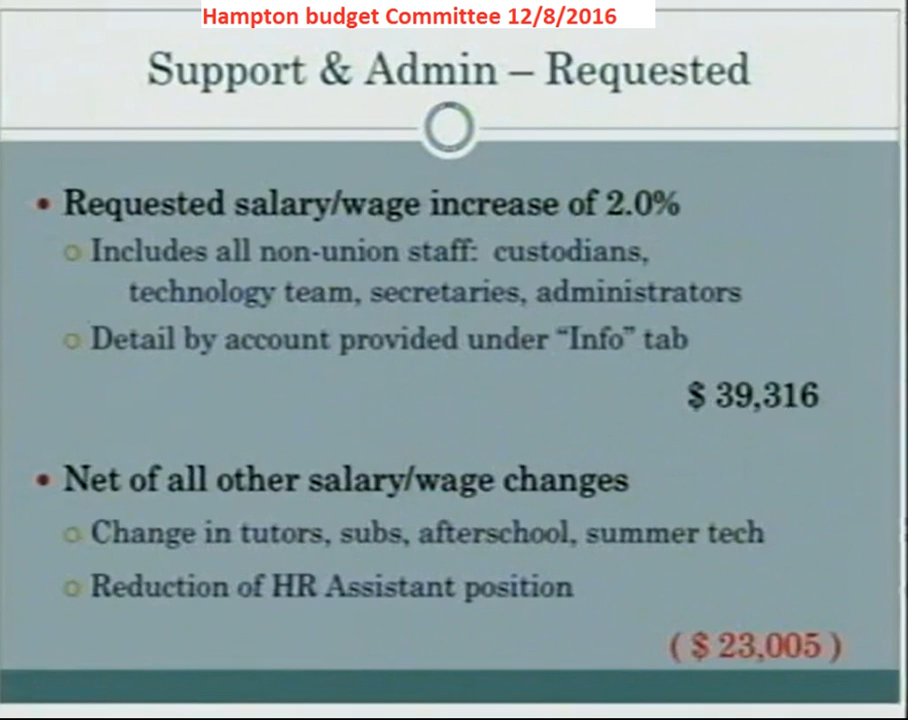 Hampton budget Committee 12/8/2016
Support & Admin – Requested
• Requested salary/wage increase of 2.0%
o Includes all non-union staff: custodians,
technology team, secretaries, administrators
o Detail by account provided under “Info” tab
$ 39,316
• Net of all other salary/wage changes
o Change in tutors, subs, afterschool, summer tech
o Reduction of HR Assistant position
( $ 23,005 )